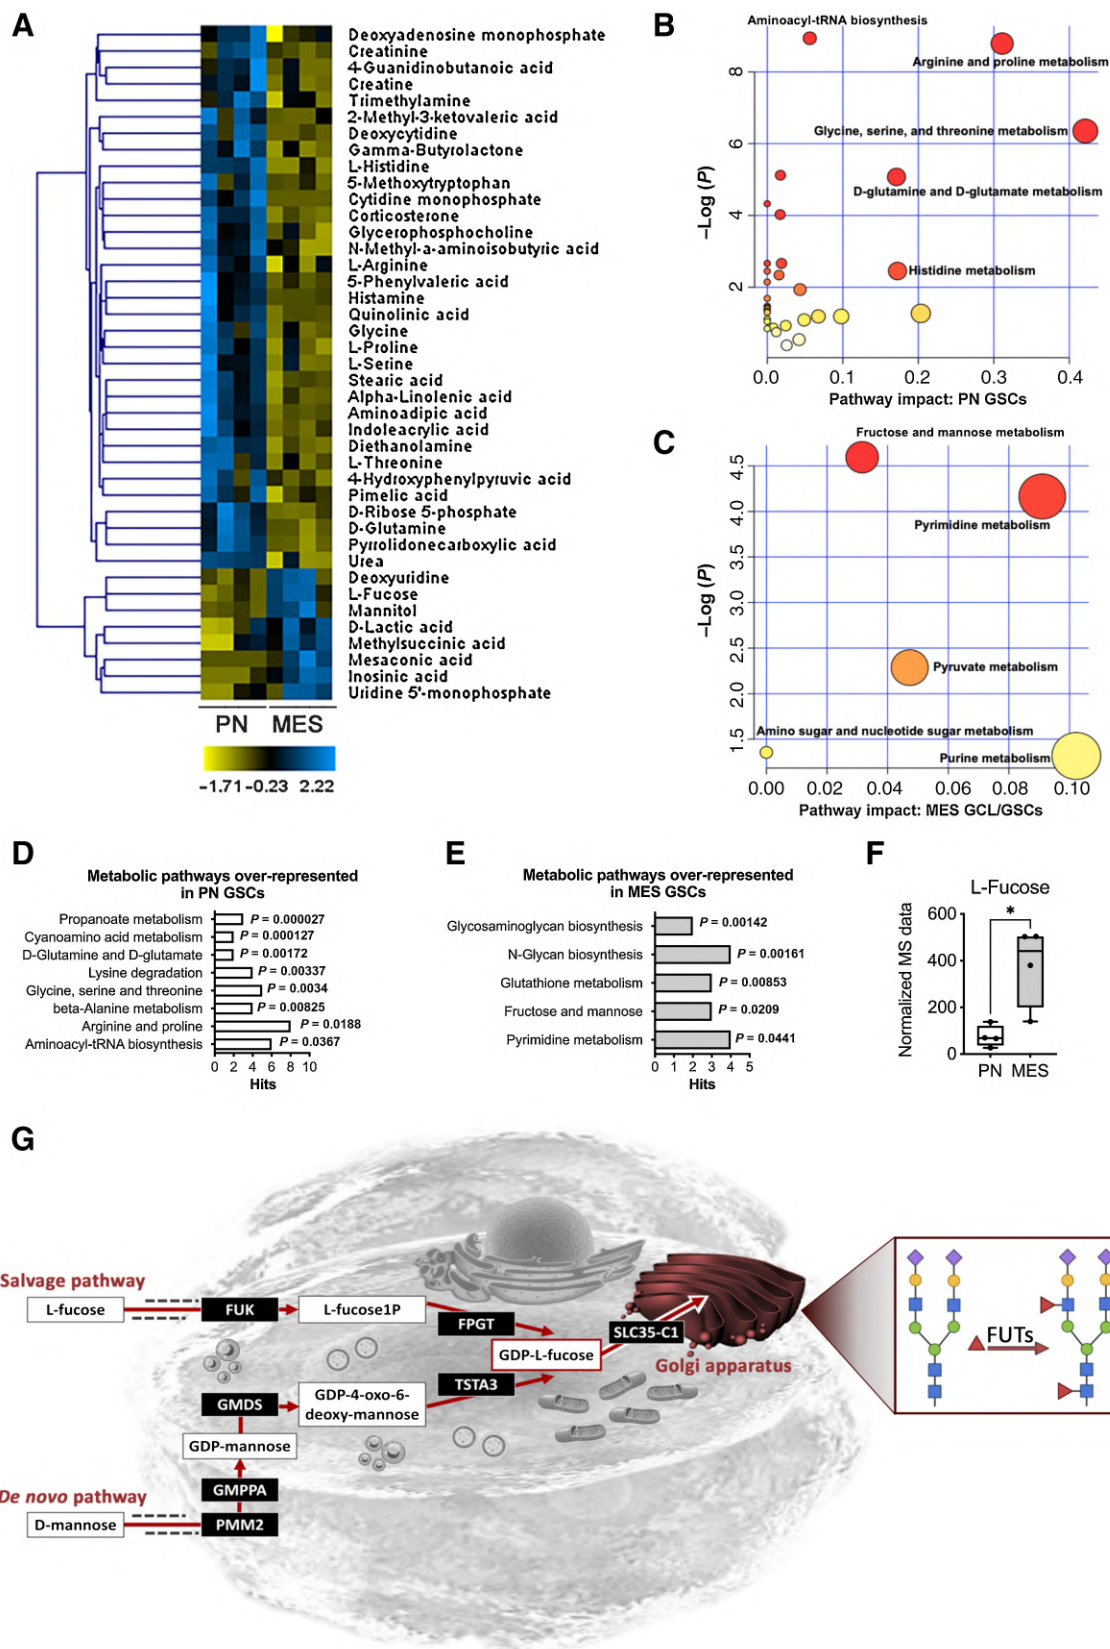 A
Deoxyadenosine monophosphate
Creatinine
4-Guanidinobutanoic acid
Creatine
Trimethylamine
2-Methyl-3-ketovaleric acid
Deoxycytidine
Gamma-Butyrolactone
L-Histidine
5-Methoxytryptophan
Cytidine monophosphate
Corticosterone
Glycerophosphocholine
N-Methyl-a-aminoisobutyric acid
L-Arginine
5-Phenylvaleric acid
Histamine
Quinolinic acid
Glycine
L-Proline
L-Serine
Stearic acid
Alpha-Linolenic acid
Aminoadipic acid
Indoleacrylic acid
Diethanolamine
L-Threonine
4-Hydroxyphenylpyruvic acid
Pimelic acid
D-Ribose 5-phosphate
D-Glutamine
Pyrrolidonecarboxylic acid
Urea
Deoxyuridine
L-Fucose
Mannitol
D-Lactic acid
Methylsuccinic acid
Mesaconic acid
Inosinic acid
Uridine 5'-monophosphate
PN MES
-1.71 -0.23 2.22
B
Aminoacyl-tRNA biosynthesis
Arginine and proline metabolism
Glycine, serine, and threonine metabolism
D-glutamine and D-glutamate metabolism
Histidine metabolism
–Log (P)
8
6
4
2
0.0 0.1 0.2 0.3 0.4
Pathway impact: PN GSCs
C
Fructose and mannose metabolism
Pyrimidine metabolism
Pyruvate metabolism
Amino sugar and nucleotide sugar metabolism
Purine metabolism
–Log (P)
4.5
4.0
3.5
3.0
2.5
2.0
1.5
0.00 0.02 0.04 0.06 0.08 0.10
Pathway impact: MES GCL/GSCs
D
Metabolic pathways over-represented
in PN GSCs
Propanoate metabolism P = 0.000027
Cyanoamino acid metabolism P = 0.000127
D-Glutamine and D-glutamate P = 0.00172
Lysine degradation P = 0.00337
Glycine, serine and threonine P = 0.0034
beta-Alanine metabolism P = 0.00825
Arginine and proline P = 0.0188
Aminoacyl-tRNA biosynthesis P = 0.0367
0 2 4 6 8 10
Hits
E
Metabolic pathways over-represented
in MES GSCs
Glycosaminoglycan biosynthesis P = 0.00142
N-Glycan biosynthesis P = 0.00161
Glutathione metabolism P = 0.00853
Fructose and mannose P = 0.0209
Pyrimidine metabolism P = 0.0441
0 1 2 3 4 5
Hits
F
L-Fucose
*
Normalized MS data
600
400
200
0
PN MES
G
Salvage pathway
L-fucose
FUK
L-fucose1P
FPGT
GDP-L-fucose
SLC35-C1
Golgi apparatus
TSTA3
GMDS
GDP-4-oxo-6-
deoxy-mannose
GDP-mannose
GMPPA
De novo pathway
D-mannose
PMM2
FUTs